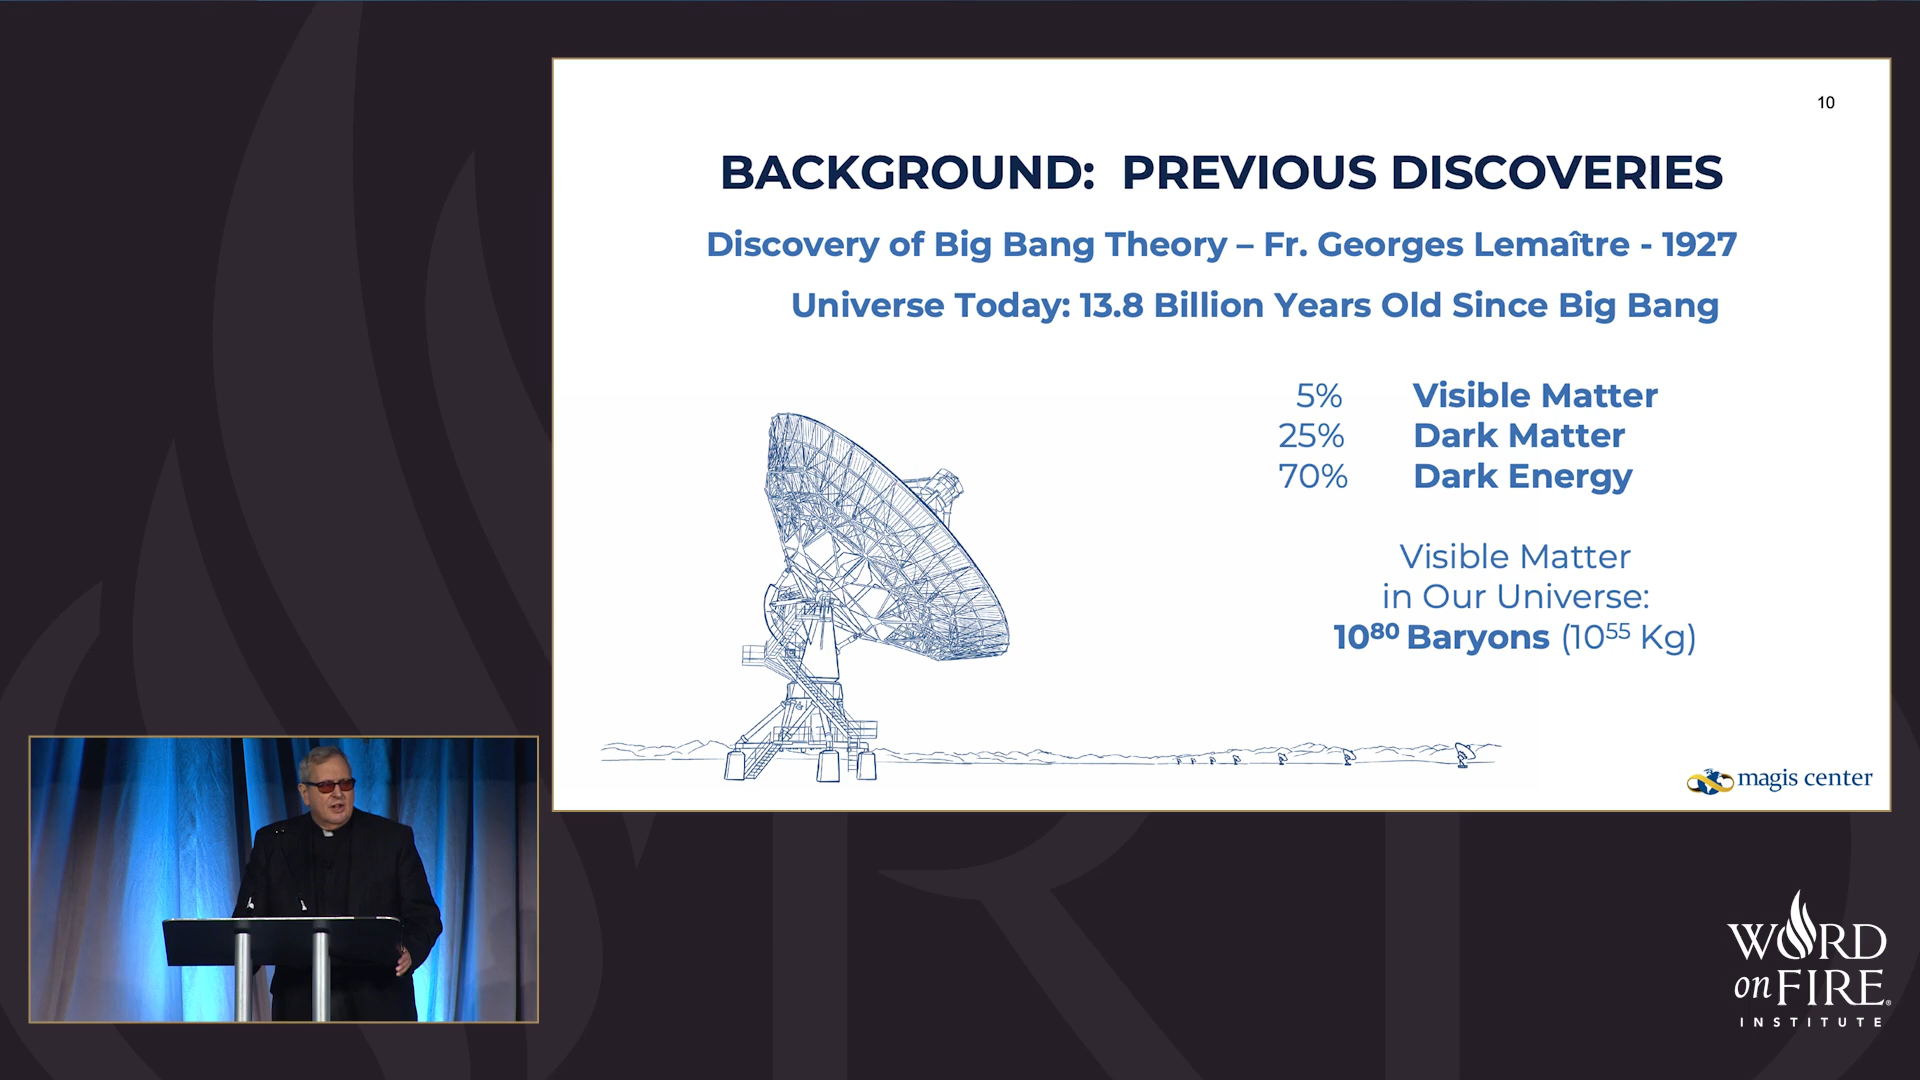 10
BACKGROUND: PREVIOUS DISCOVERIES
Discovery of Big Bang Theory – Fr. Georges Lemaître - 1927
Universe Today: 13.8 Billion Years Old Since Big Bang
5% Visible Matter
25% Dark Matter
70% Dark Energy
Visible Matter
in Our Universe:
10⁸⁰ Baryons (10⁵⁵ Kg)
magis center
WORD
on FIRE®
INSTITUTE